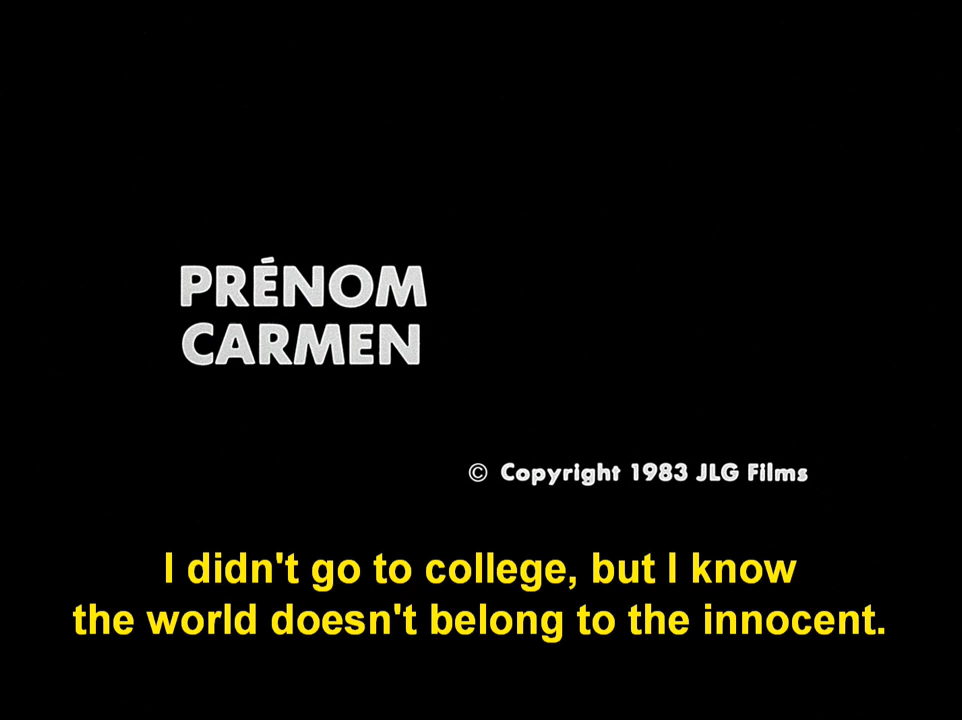 PRÉNOM
CARMEN
© Copyright 1983 JLG Films
I didn't go to college, but I know
the world doesn't belong to the innocent.